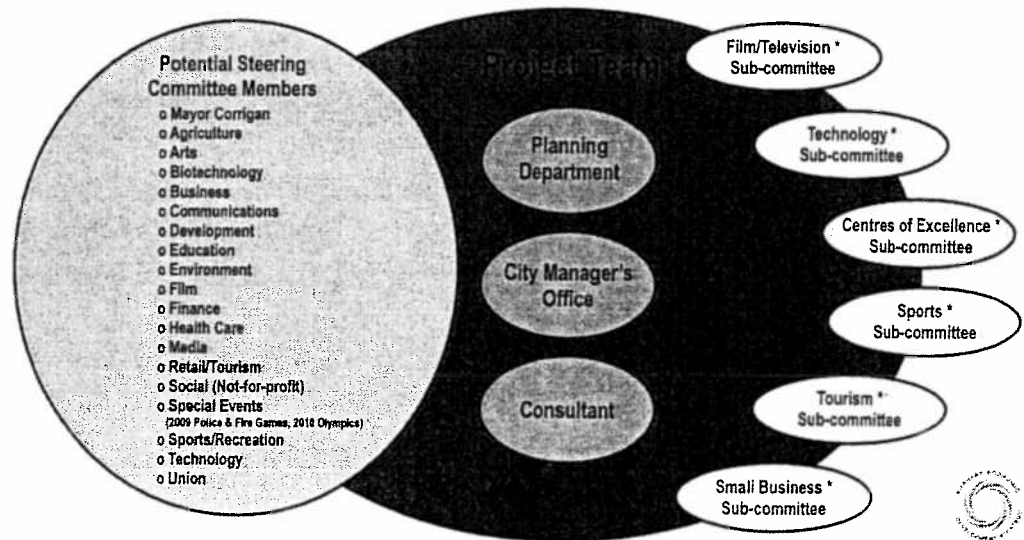 Potential Steering
Committee Members
o Mayor Corrigan
o Agriculture
o Arts
o Biotechnology
o Business
o Communications
o Development
o Education
o Environment
o Film
o Finance
o Health Care
o Media
o Retail/Tourism
o Social (Not-for-profit)
o Special Events
(2009 Police & Fire Games, 2010 Olympics)
o Sports/Recreation
o Technology
o Union
Project Team
Planning
Department
City Manager's
Office
Consultant
Film/Television *
Sub-committee
Technology *
Sub-committee
Centres of Excellence *
Sub-committee
Sports *
Sub-committee
Tourism *
Sub-committee
Small Business *
Sub-committee